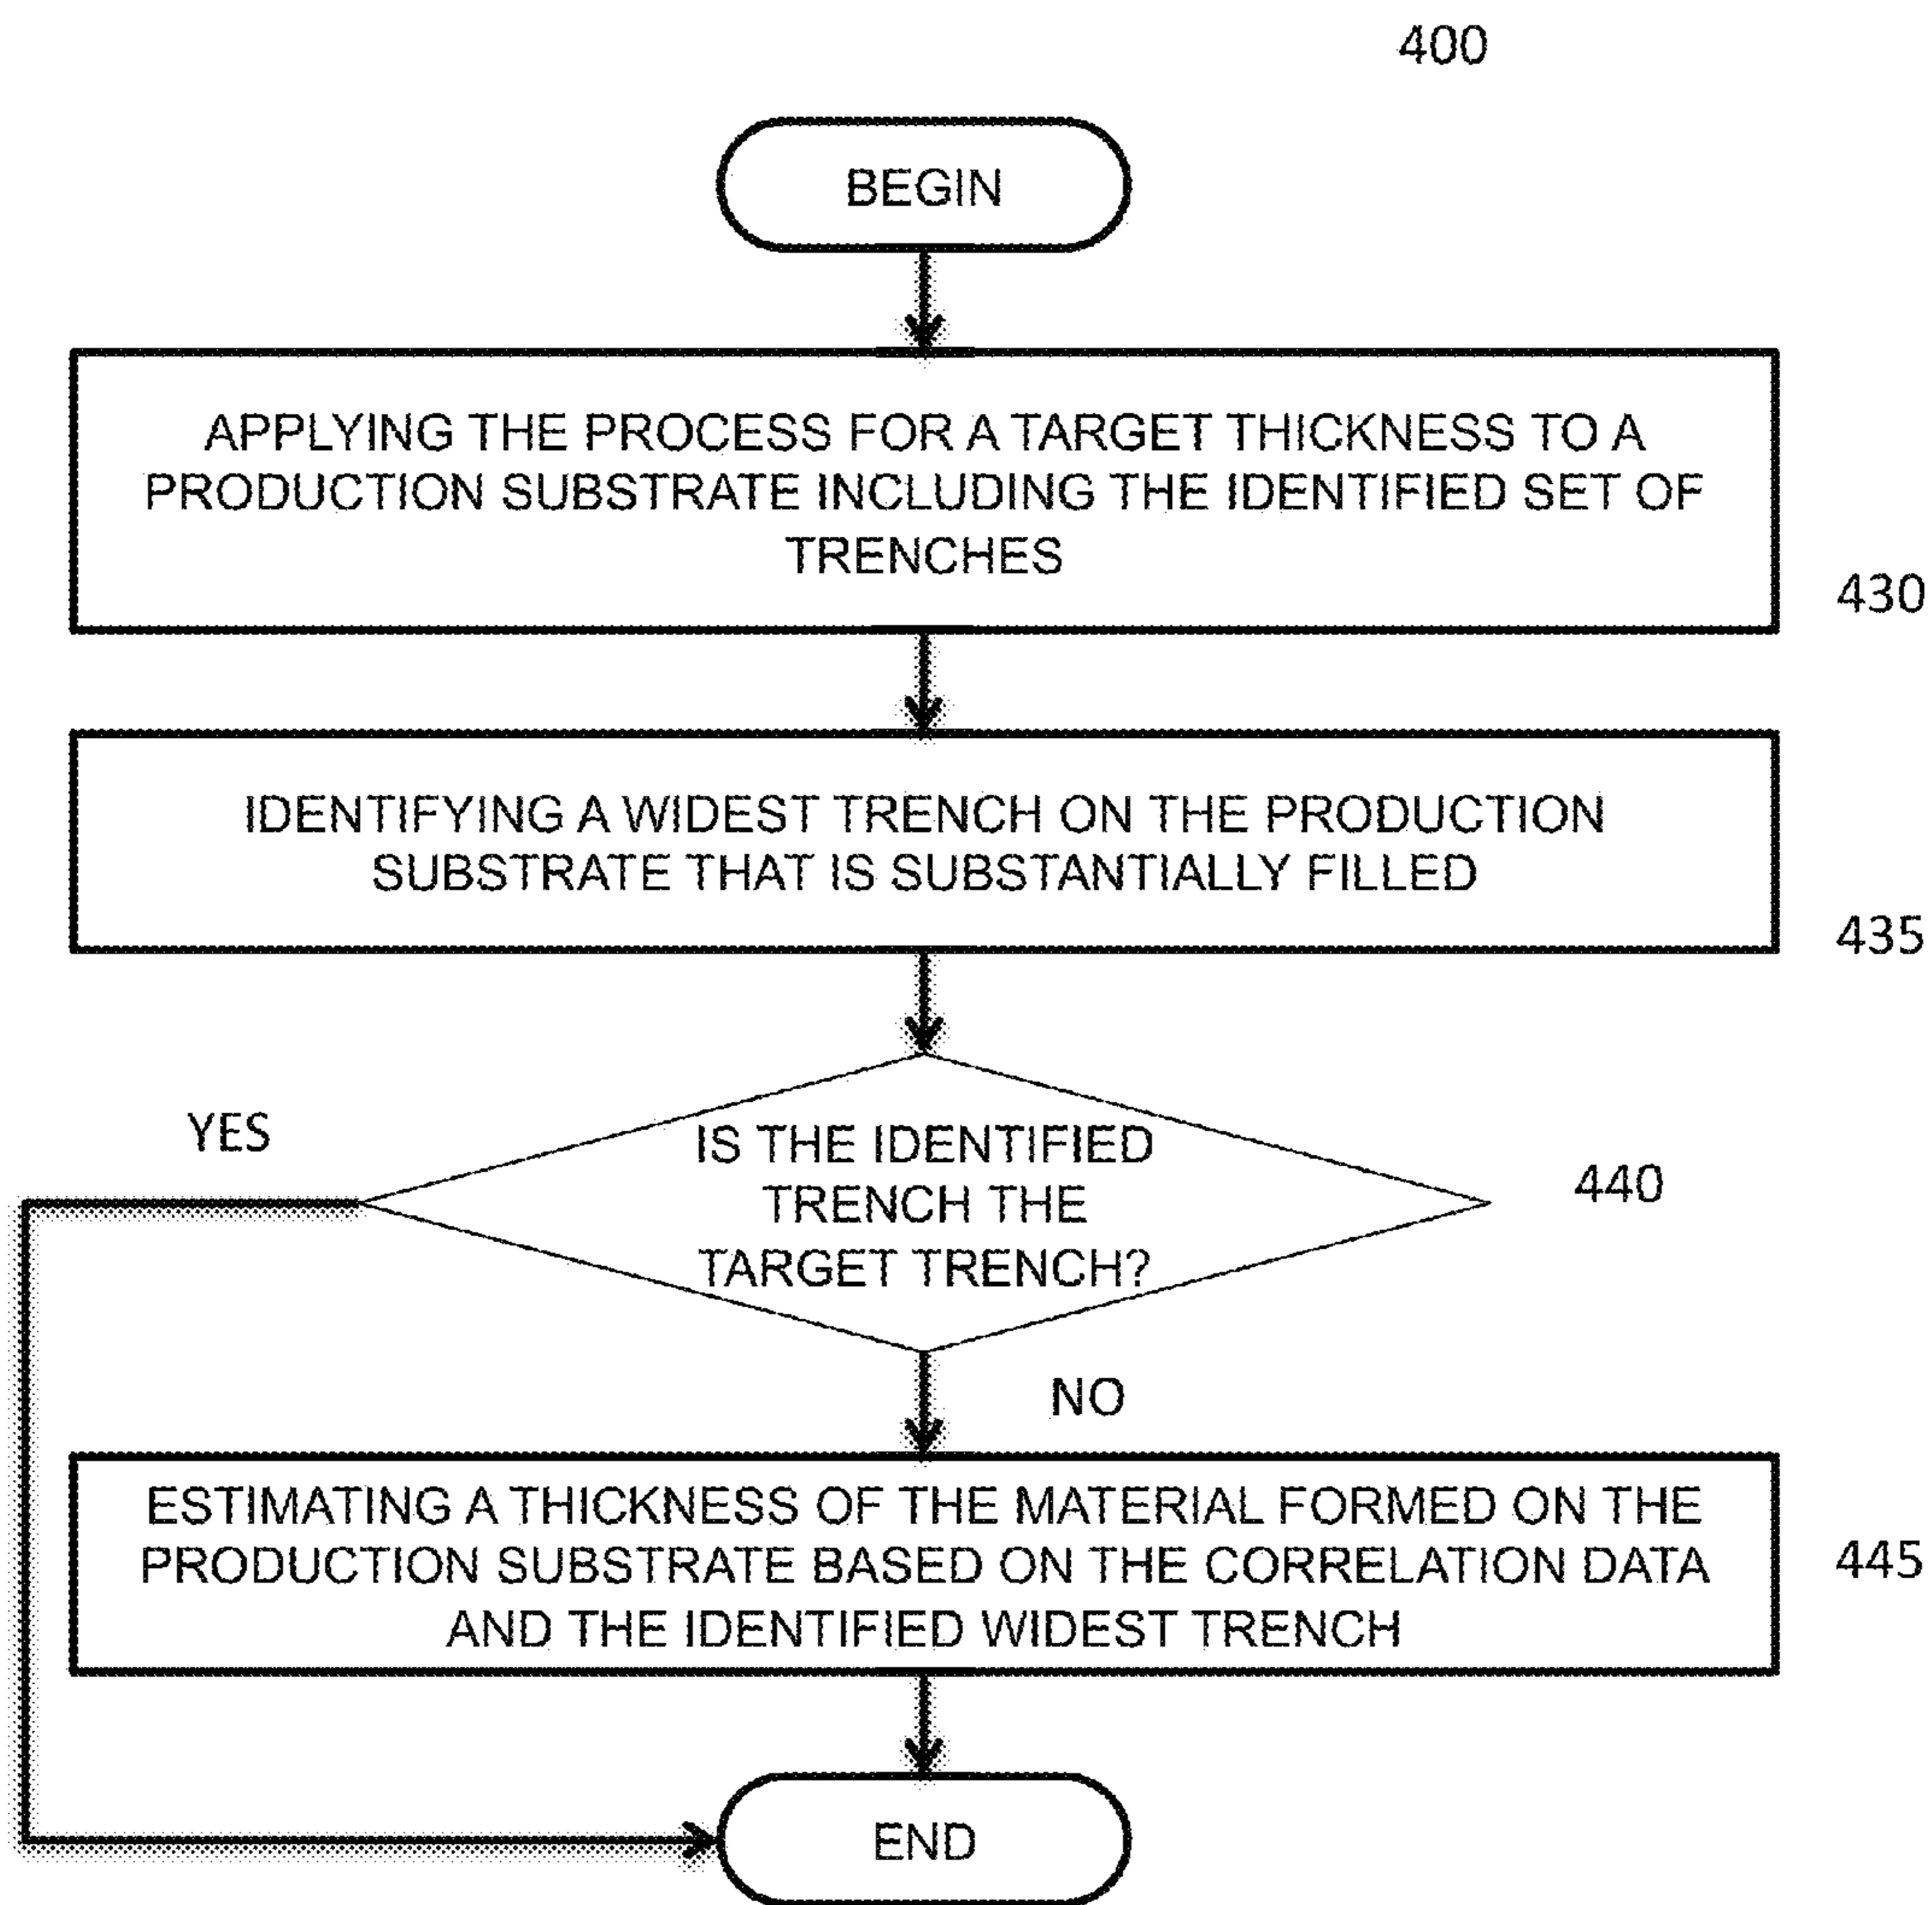 400
BEGIN
APPLYING THE PROCESS FOR A TARGET THICKNESS TO A
PRODUCTION SUBSTRATE INCLUDING THE IDENTIFIED SET OF
TRENCHES
430
IDENTIFYING A WIDEST TRENCH ON THE PRODUCTION
SUBSTRATE THAT IS SUBSTANTIALLY FILLED
435
YES
IS THE IDENTIFIED
TRENCH THE
TARGET TRENCH?
440
NO
ESTIMATING A THICKNESS OF THE MATERIAL FORMED ON THE
PRODUCTION SUBSTRATE BASED ON THE CORRELATION DATA
AND THE IDENTIFIED WIDEST TRENCH
445
END